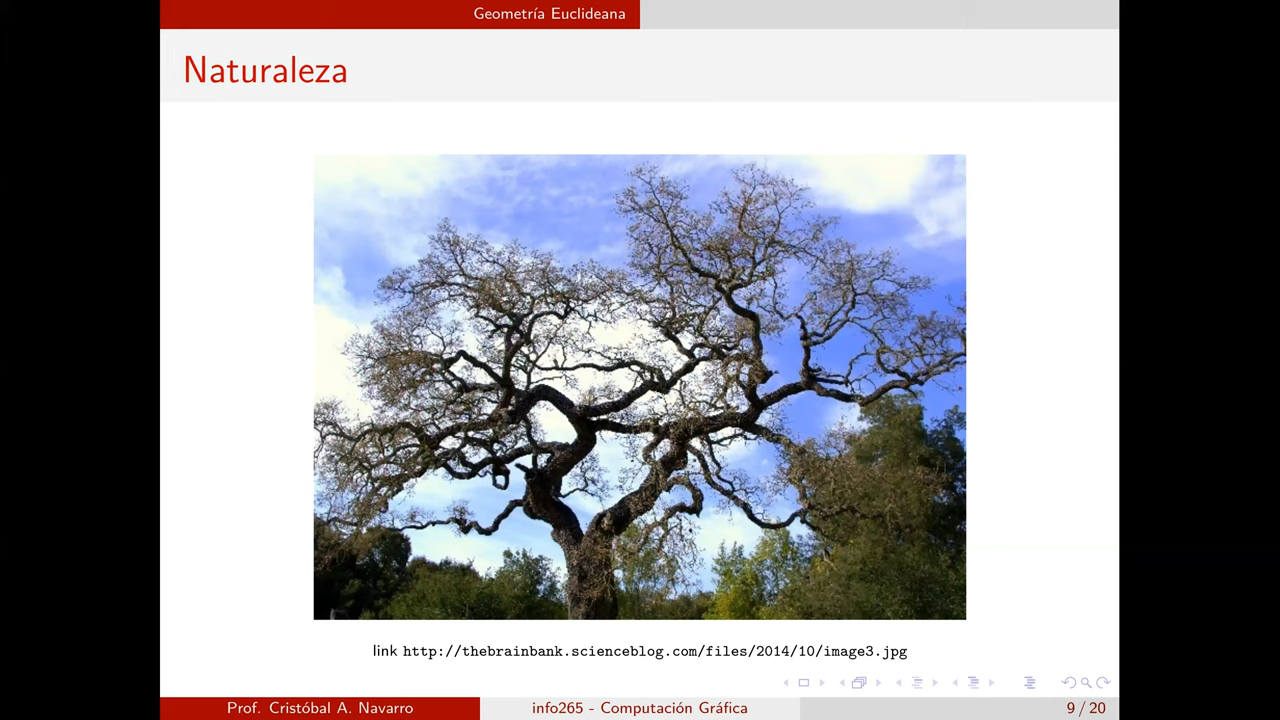 Geometría Euclideana
Naturaleza
link http://thebrainbank.scienceblog.com/files/2014/10/image3.jpg
Prof. Cristóbal A. Navarro
info265 - Computación Gráfica
9 / 20